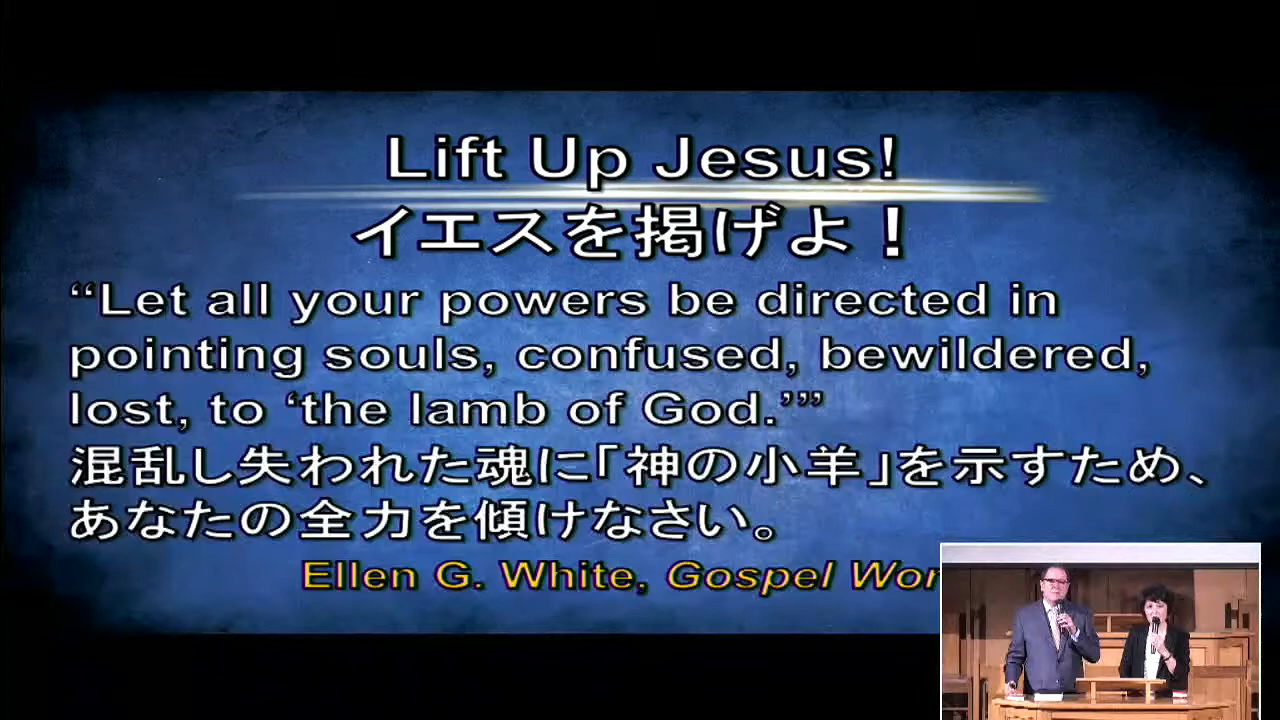 Lift Up Jesus!
イエスを掲げよ！
“Let all your powers be directed in
pointing souls, confused, bewildered,
lost, to ‘the lamb of God.’”
混乱し失われた魂に「神の小羊」を示すため、
あなたの全力を傾けなさい。
Ellen G. White, Gospel